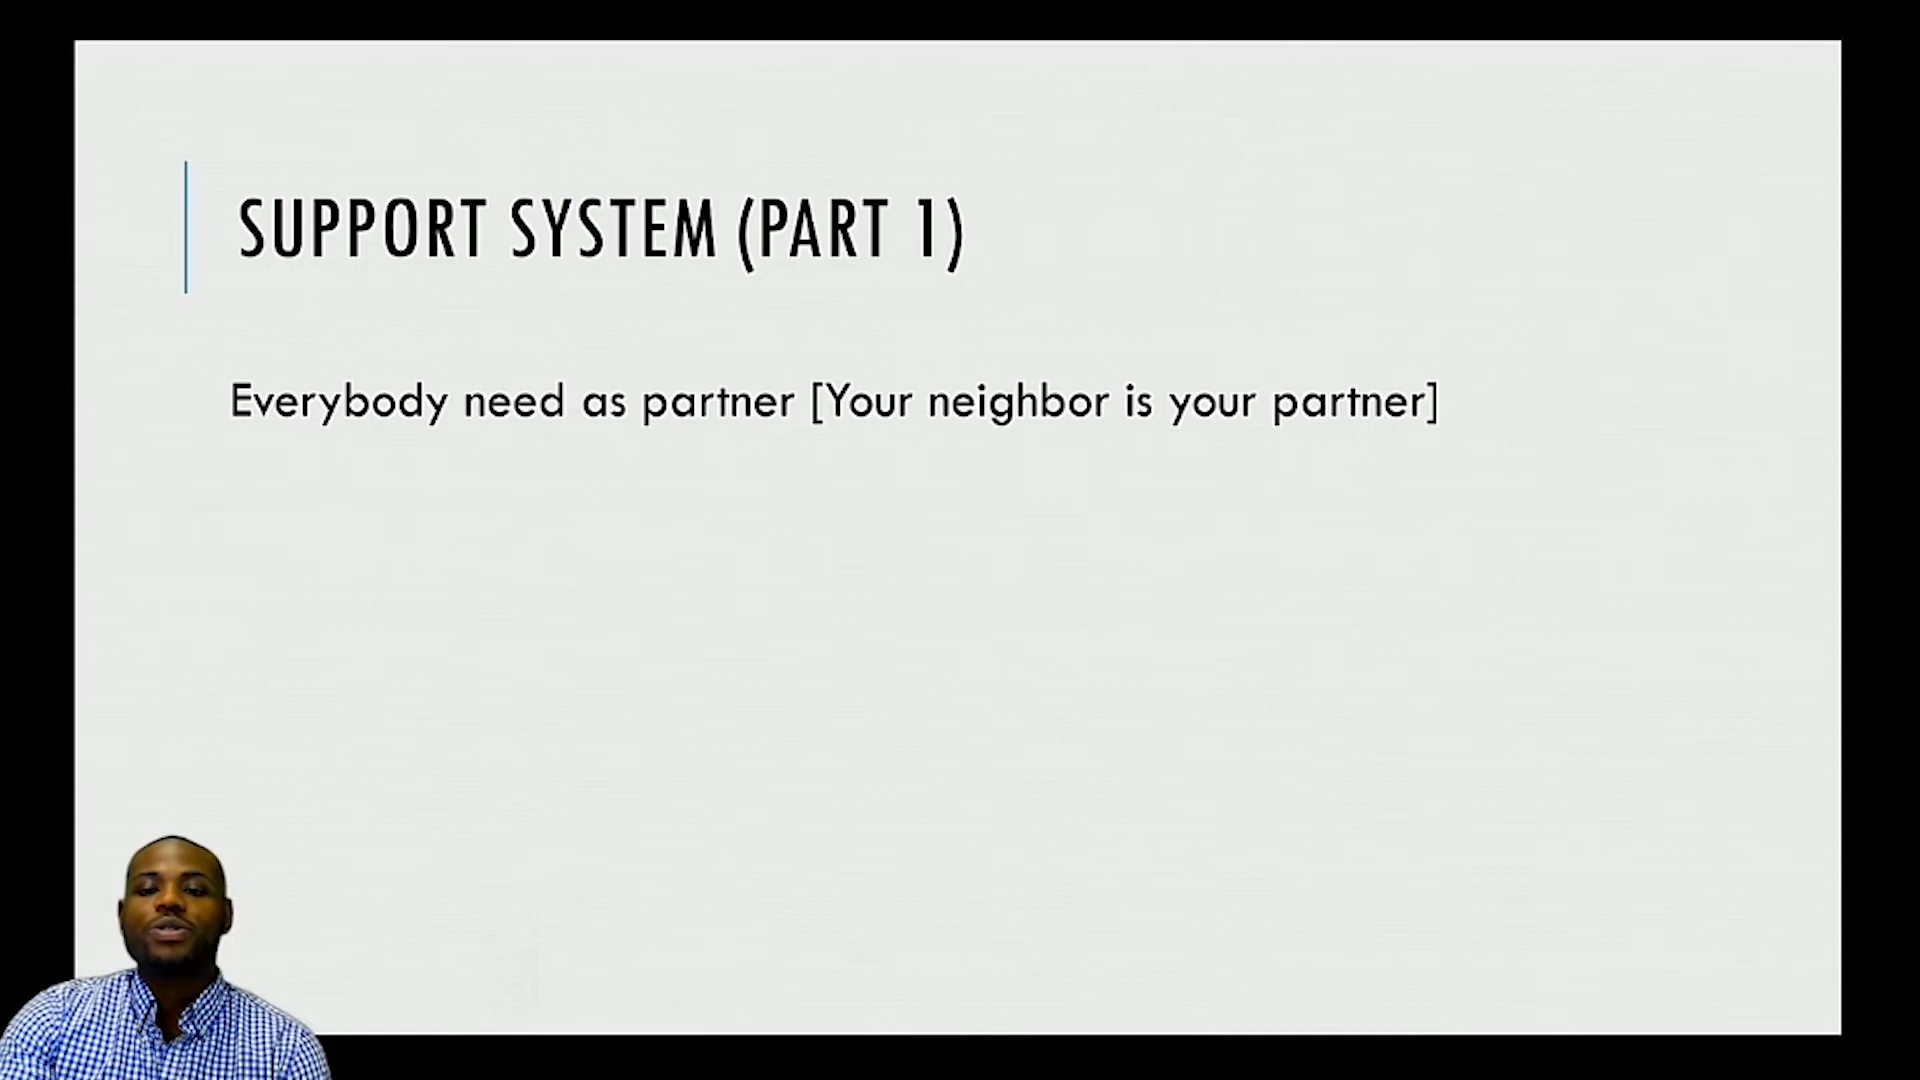 SUPPORT SYSTEM (PART 1)
Everybody need as partner [Your neighbor is your partner]